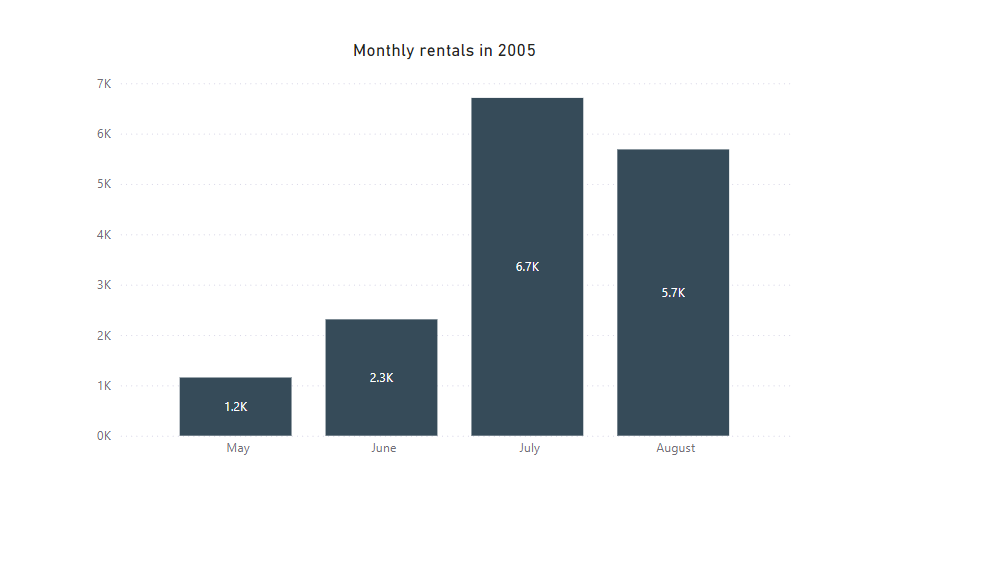 Monthly rentals in 2005
7K
6K
5K
4K
3K
2K
1K
0K
6.7K
5.7K
2.3K
1.2K
May June July August